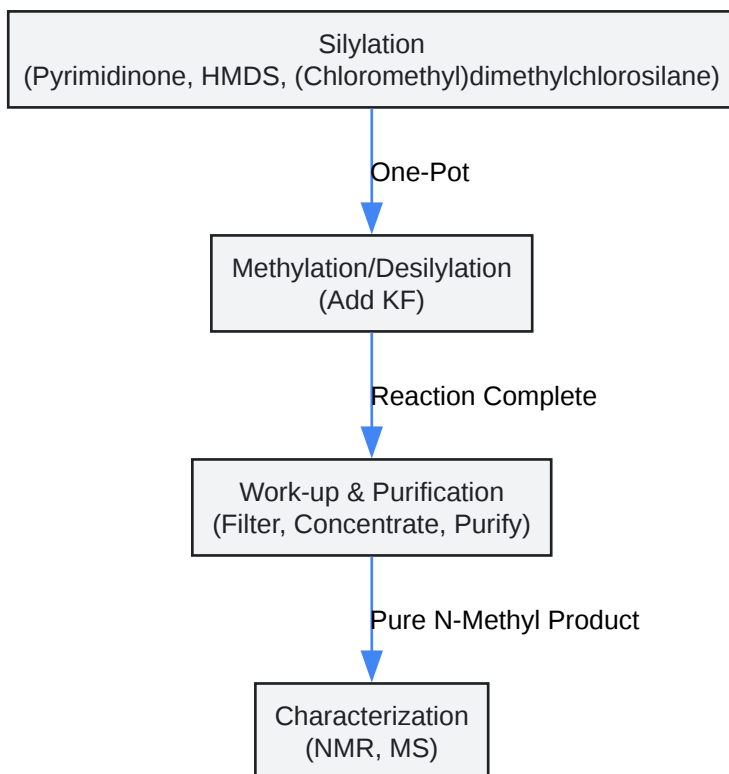 Silylation
(Pyrimidinone, HMDS, (Chloromethyl)dimethylchlorosilane)
One-Pot
Methylation/Desilylation
(Add KF)
Reaction Complete
Work-up & Purification
(Filter, Concentrate, Purify)
Pure N-Methyl Product
Characterization
(NMR, MS)